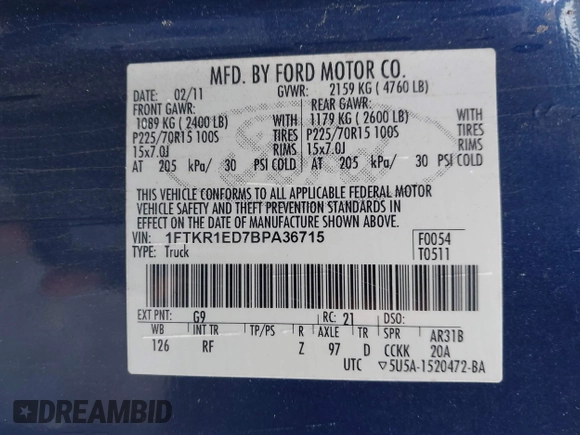 MFD. BY FORD MOTOR CO.
DATE: 02/11 GVWR: 2159 KG ( 4760 LB)
FRONT GAWR: REAR GAWR:
1089 KG ( 2400 LB) 1179 KG ( 2600 LB)
P225/70R15 100S TIRES P225/70R15 100S TIRES
15x7.0J RIMS 15x7.0J RIMS
AT 205 kPa/ 30 PSI COLD AT 205 kPa/ 30 PSI COLD
THIS VEHICLE CONFORMS TO ALL APPLICABLE FEDERAL MOTOR
VEHICLE SAFETY AND THEFT PREVENTION STANDARDS IN
EFFECT ON THE DATE OF MANUFACTURE SHOWN ABOVE.
VIN: 1FTKR1ED7BPA36715 F0054
TYPE: Truck T0511
EXT PNT: G9 RC: 21 DSO:
WB INT TR TP/PS R AXLE TR SPR AR31B
126 RF Z 97 D CCKK 20A
UTC ▽5U5A-1520472-BA
Ford
DREAMBID